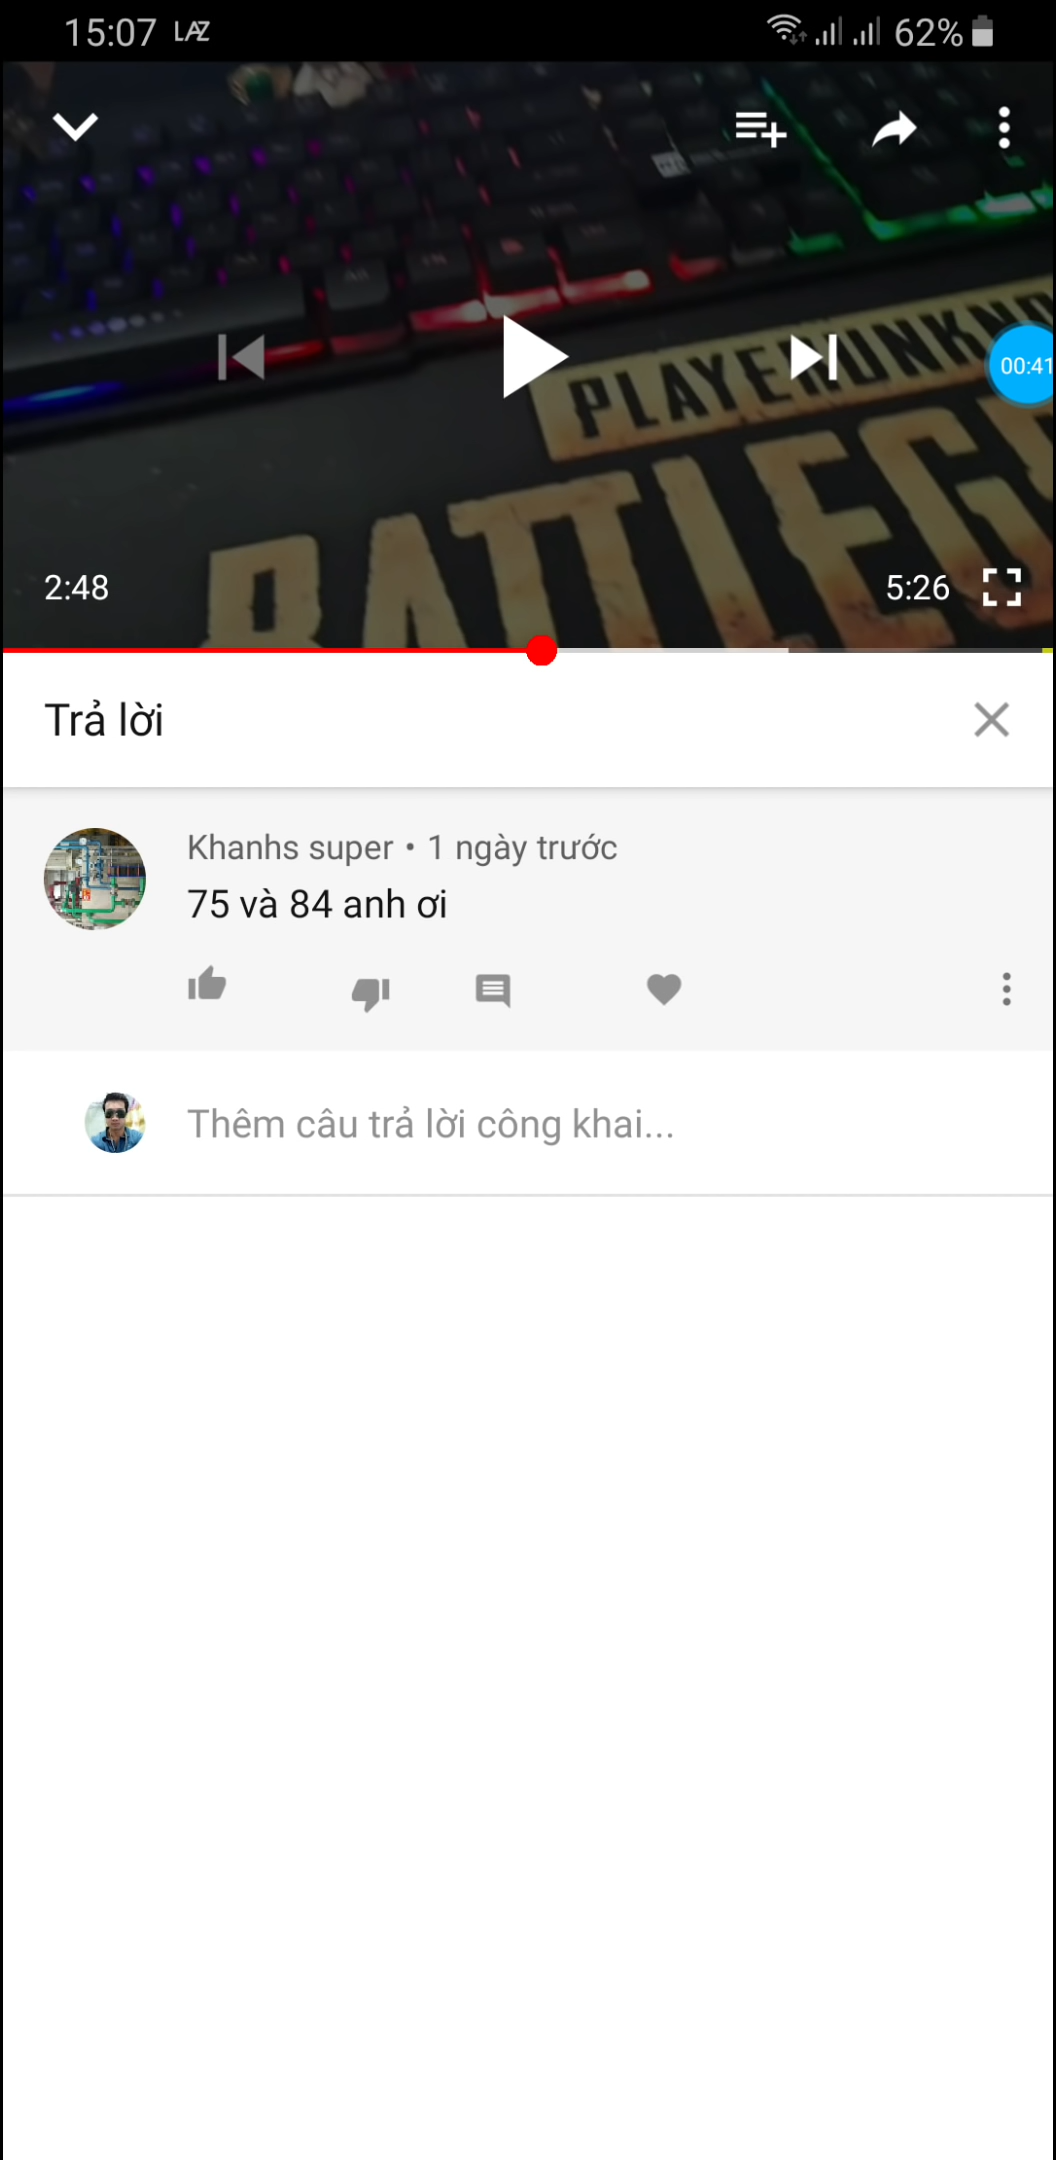 15:07 LAZ 62%
PLAYERUNKN
00:41
BATTLEG
2:48 5:26
Trả lời
Khanhs super • 1 ngày trước
75 và 84 anh ơi
Thêm câu trả lời công khai...